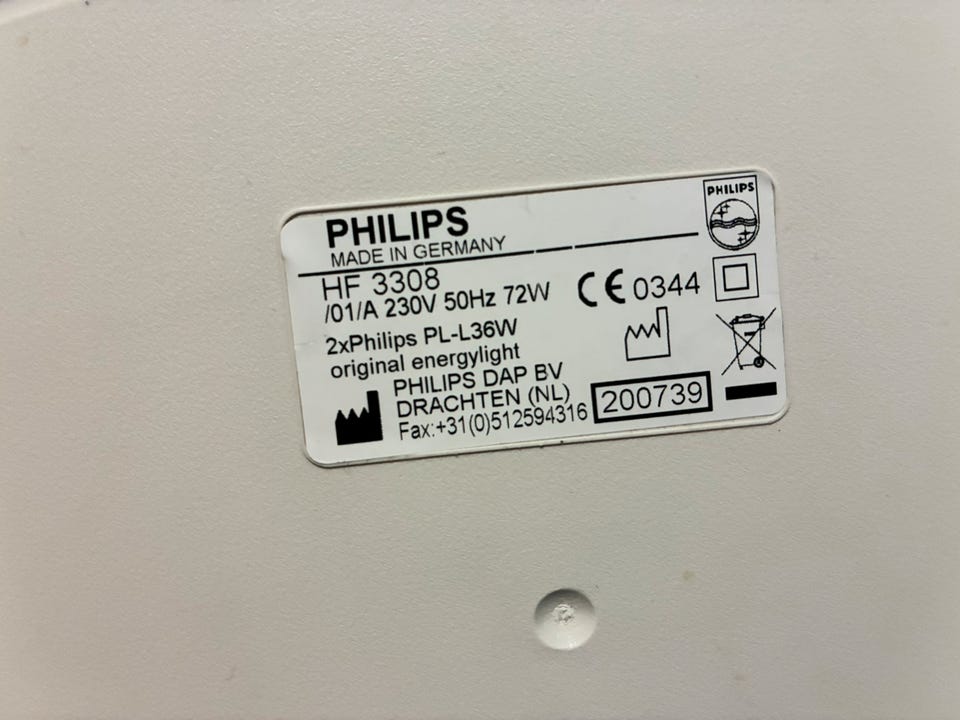 PHILIPS
PHILIPS
MADE IN GERMANY
HF 3308
/01/A 230V 50Hz 72W
CE 0344
2xPhilips PL-L36W
original energylight
PHILIPS DAP BV
DRACHTEN (NL)
Fax:+31(0)512594316
200739